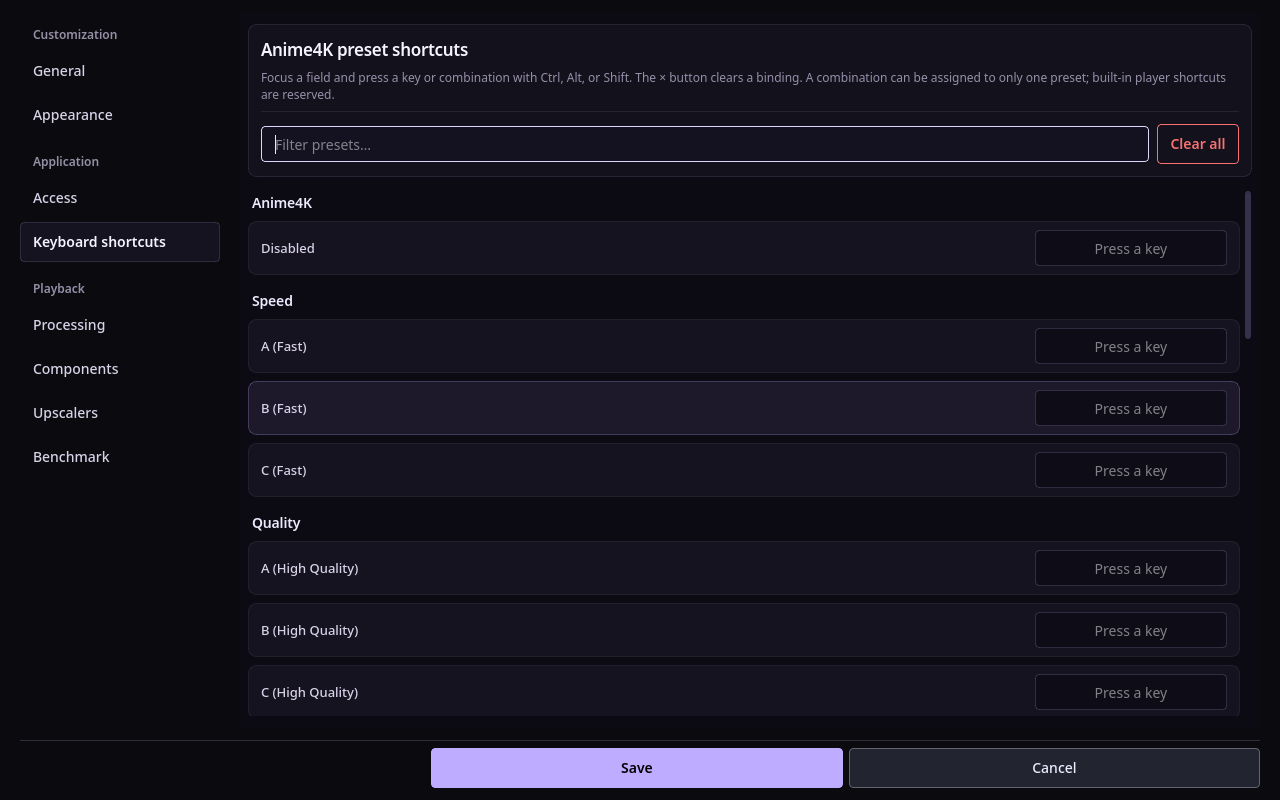 Customization
General
Appearance
Application
Access
Keyboard shortcuts
Playback
Processing
Components
Upscalers
Benchmark
Anime4K preset shortcuts
Focus a field and press a key or combination with Ctrl, Alt, or Shift. The × button clears a binding. A combination can be assigned to only one preset; built-in player shortcuts
are reserved.
Filter presets...
Clear all
Anime4K
Disabled
Press a key
Speed
A (Fast)
Press a key
B (Fast)
Press a key
C (Fast)
Press a key
Quality
A (High Quality)
Press a key
B (High Quality)
Press a key
C (High Quality)
Press a key
Save
Cancel